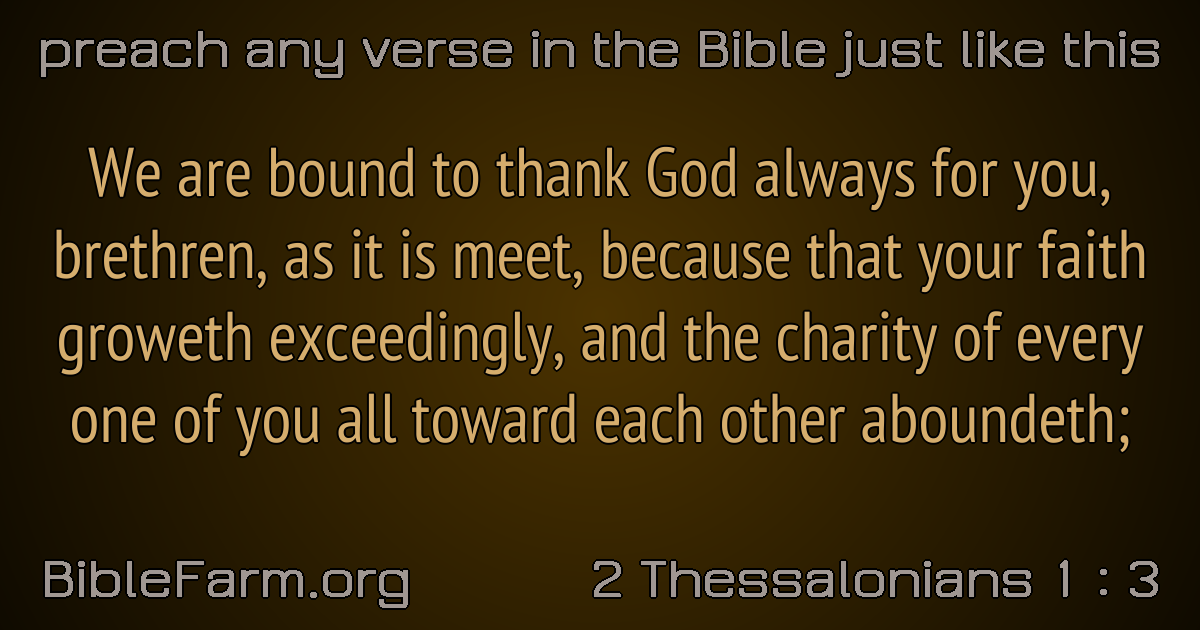 preach any verse in the Bible just like this
We are bound to thank God always for you,
brethren, as it is meet, because that your faith
groweth exceedingly, and the charity of every
one of you all toward each other aboundeth;
BibleFarm.org
2 Thessalonians 1 : 3